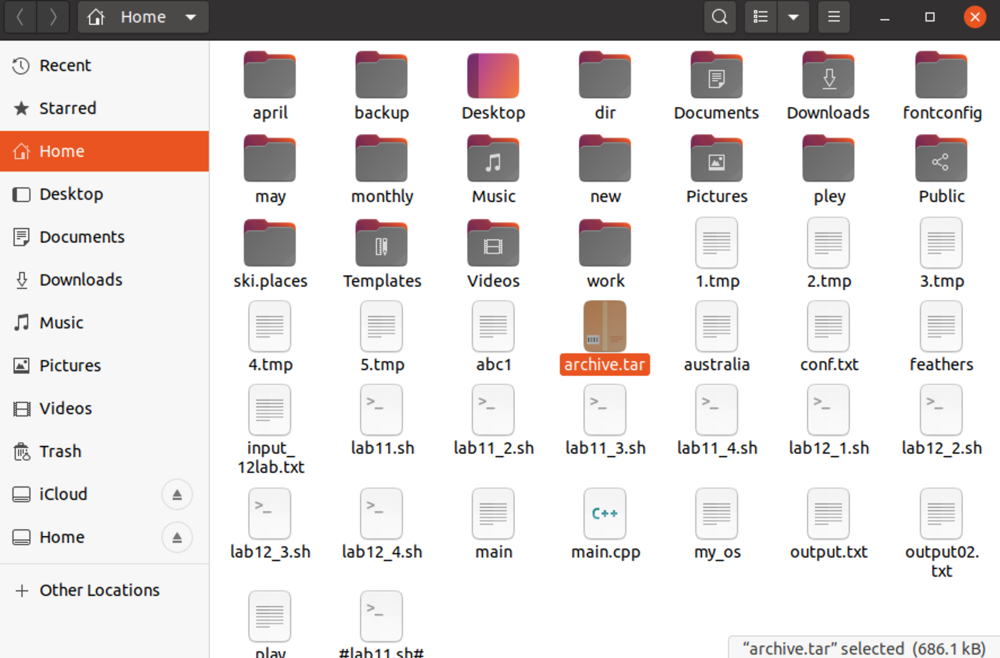 Home
Recent
Starred
Home
Desktop
Documents
Downloads
Music
Pictures
Videos
Trash
iCloud
Home
Other Locations
april backup Desktop dir Documents Downloads fontconfig
may monthly Music new Pictures pley Public
ski.places Templates Videos work 1.tmp 2.tmp 3.tmp
4.tmp 5.tmp abc1 archive.tar australia conf.txt feathers
>_ >_ >_ >_ >_ >_
input_ lab11.sh lab11_2.sh lab11_3.sh lab11_4.sh lab12_1.sh lab12_2.sh
12lab.txt
>_ >_ C++
lab12_3.sh lab12_4.sh main main.cpp my_os output.txt output02.
txt
>_
play #lab11.sh#
“archive.tar” selected (686.1 kB)